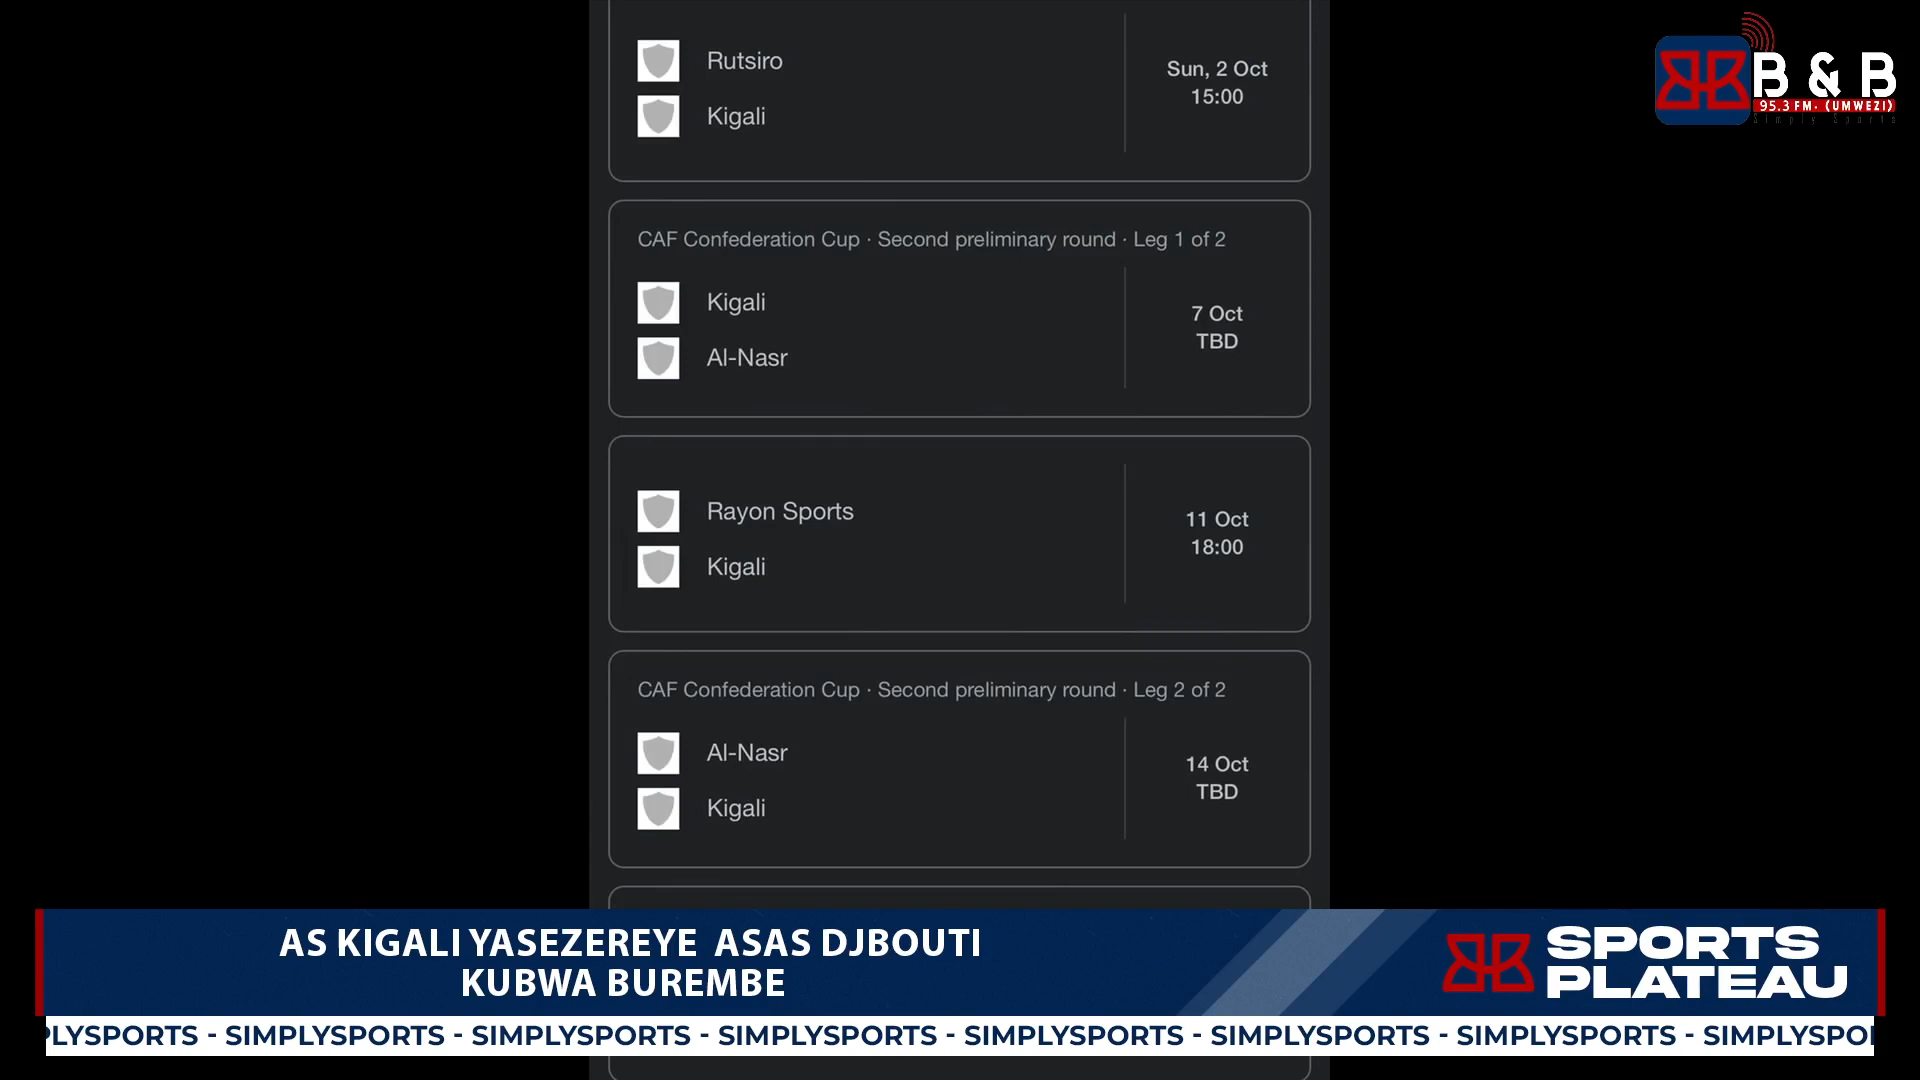 Rutsiro
Kigali
Sun, 2 Oct
15:00
B & B
95.3 FM. (UMWEZI)
Simply Sports
CAF Confederation Cup · Second preliminary round · Leg 1 of 2
Kigali
Al-Nasr
7 Oct
TBD
Rayon Sports
Kigali
11 Oct
18:00
CAF Confederation Cup · Second preliminary round · Leg 2 of 2
Al-Nasr
Kigali
14 Oct
TBD
AS KIGALI YASEZEREYE ASAS DJBOUTI
KUBWA BUREMBE
SPORTS
PLATEAU
PLYSPORTS - SIMPLYSPORTS - SIMPLYSPORTS - SIMPLYSPORTS - SIMPLYSPORTS - SIMPLYSPORTS - SIMPLYSPORTS - SIMPLYSPO